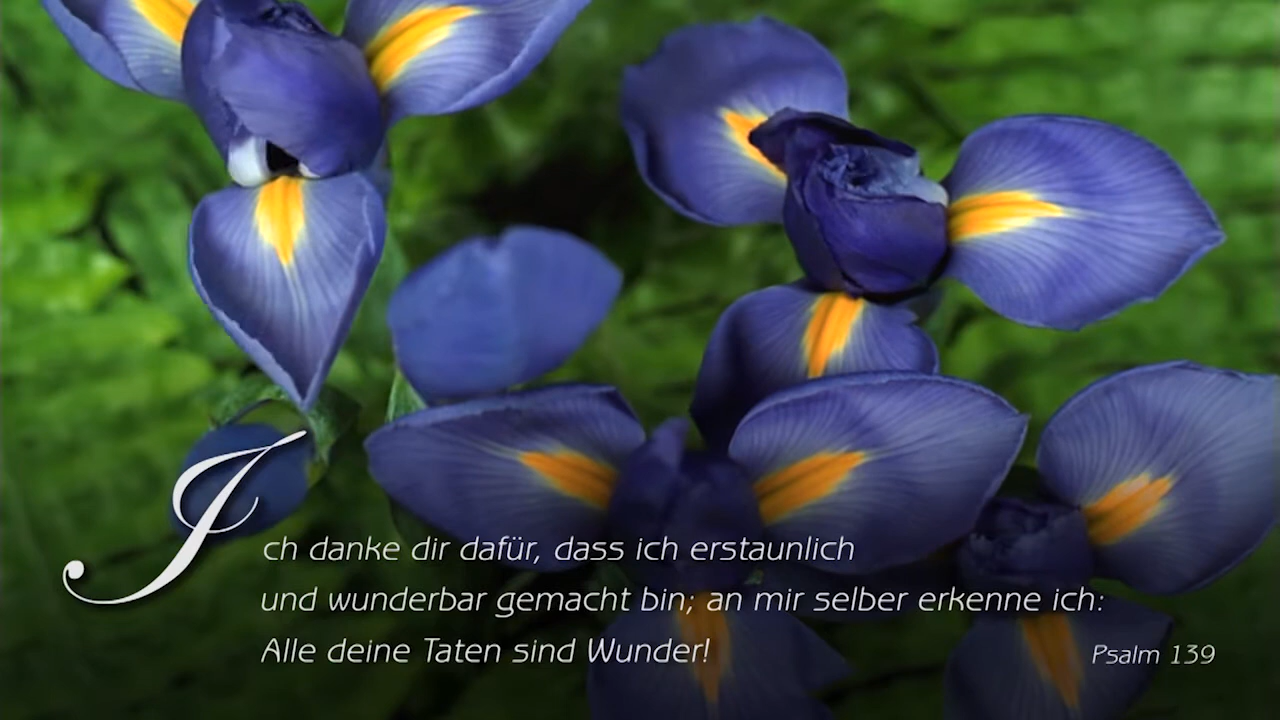 Ich danke dir dafür, dass ich erstaunlich
und wunderbar gemacht bin; an mir selber erkenne ich:
Alle deine Taten sind Wunder!
Psalm 139